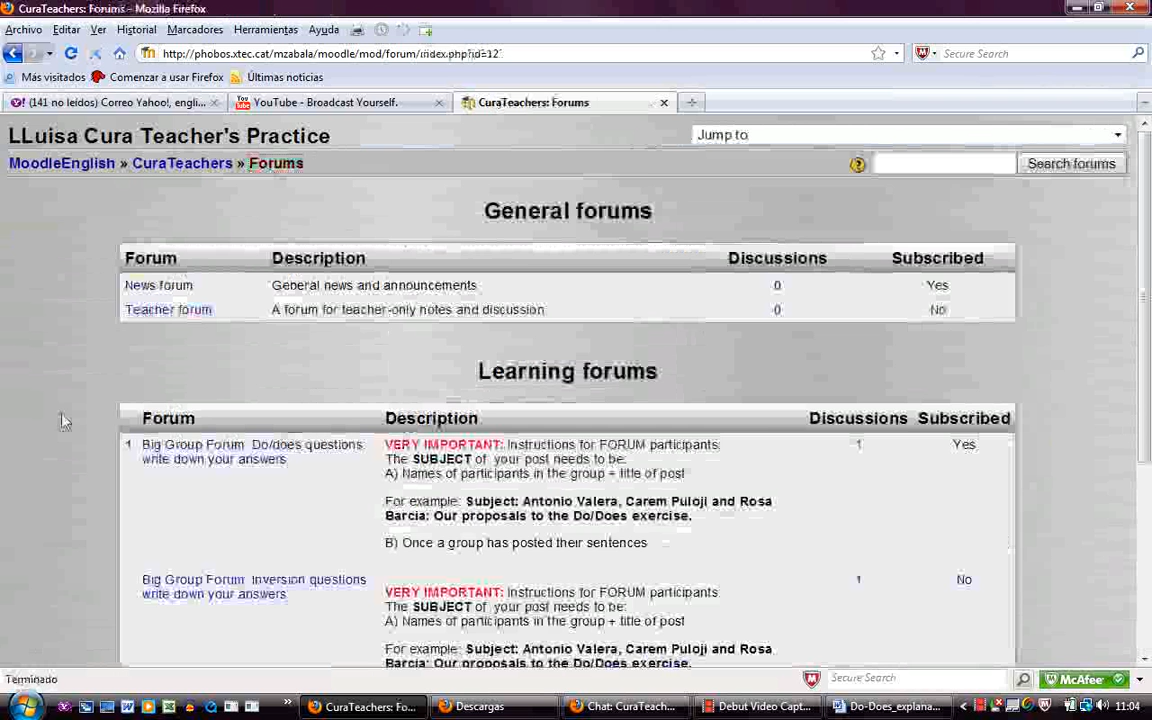 CuraTeachers: Forums - Mozilla Firefox
Archivo Editar Ver Historial Marcadores Herramientas Ayuda
http://phobos.xtec.cat/mzabala/moodle/mod/forum/index.php?id=12
Secure Search
Más visitados Comenzar a usar Firefox Últimas noticias
Y! (141 no leídos) Correo Yahoo!, engli... YouTube - Broadcast Yourself. CuraTeachers: Forums
LLuisa Cura Teacher's Practice Jump to
MoodleEnglish » CuraTeachers » Forums Search forums
General forums
Forum Description Discussions Subscribed
News forum General news and announcements 0 Yes
Teacher forum A forum for teacher-only notes and discussion 0 No
Learning forums
Forum Description Discussions Subscribed
1 Big Group Forum Do/does questions VERY IMPORTANT: Instructions for FORUM participants 1 Yes
write down your answers The SUBJECT of your post needs to be:
A) Names of participants in the group + title of post
For example: Subject: Antonio Valera, Carem Puloji and Rosa
Barcia: Our proposals to the Do/Does exercise.
B) Once a group has posted their sentences
Big Group Forum Inversion questions 1 No
write down your answers VERY IMPORTANT: Instructions for FORUM participants
The SUBJECT of your post needs to be:
A) Names of participants in the group + title of post
For example: Subject: Antonio Valera, Carem Puloji and Rosa
Barcia: Our proposals to the Do/Does exercise.
Terminado Secure Search McAfee
CuraTeachers: Fo... Descargas Chat: CuraTeach... Debut Video Capt... Do-Does_explana... 11:04